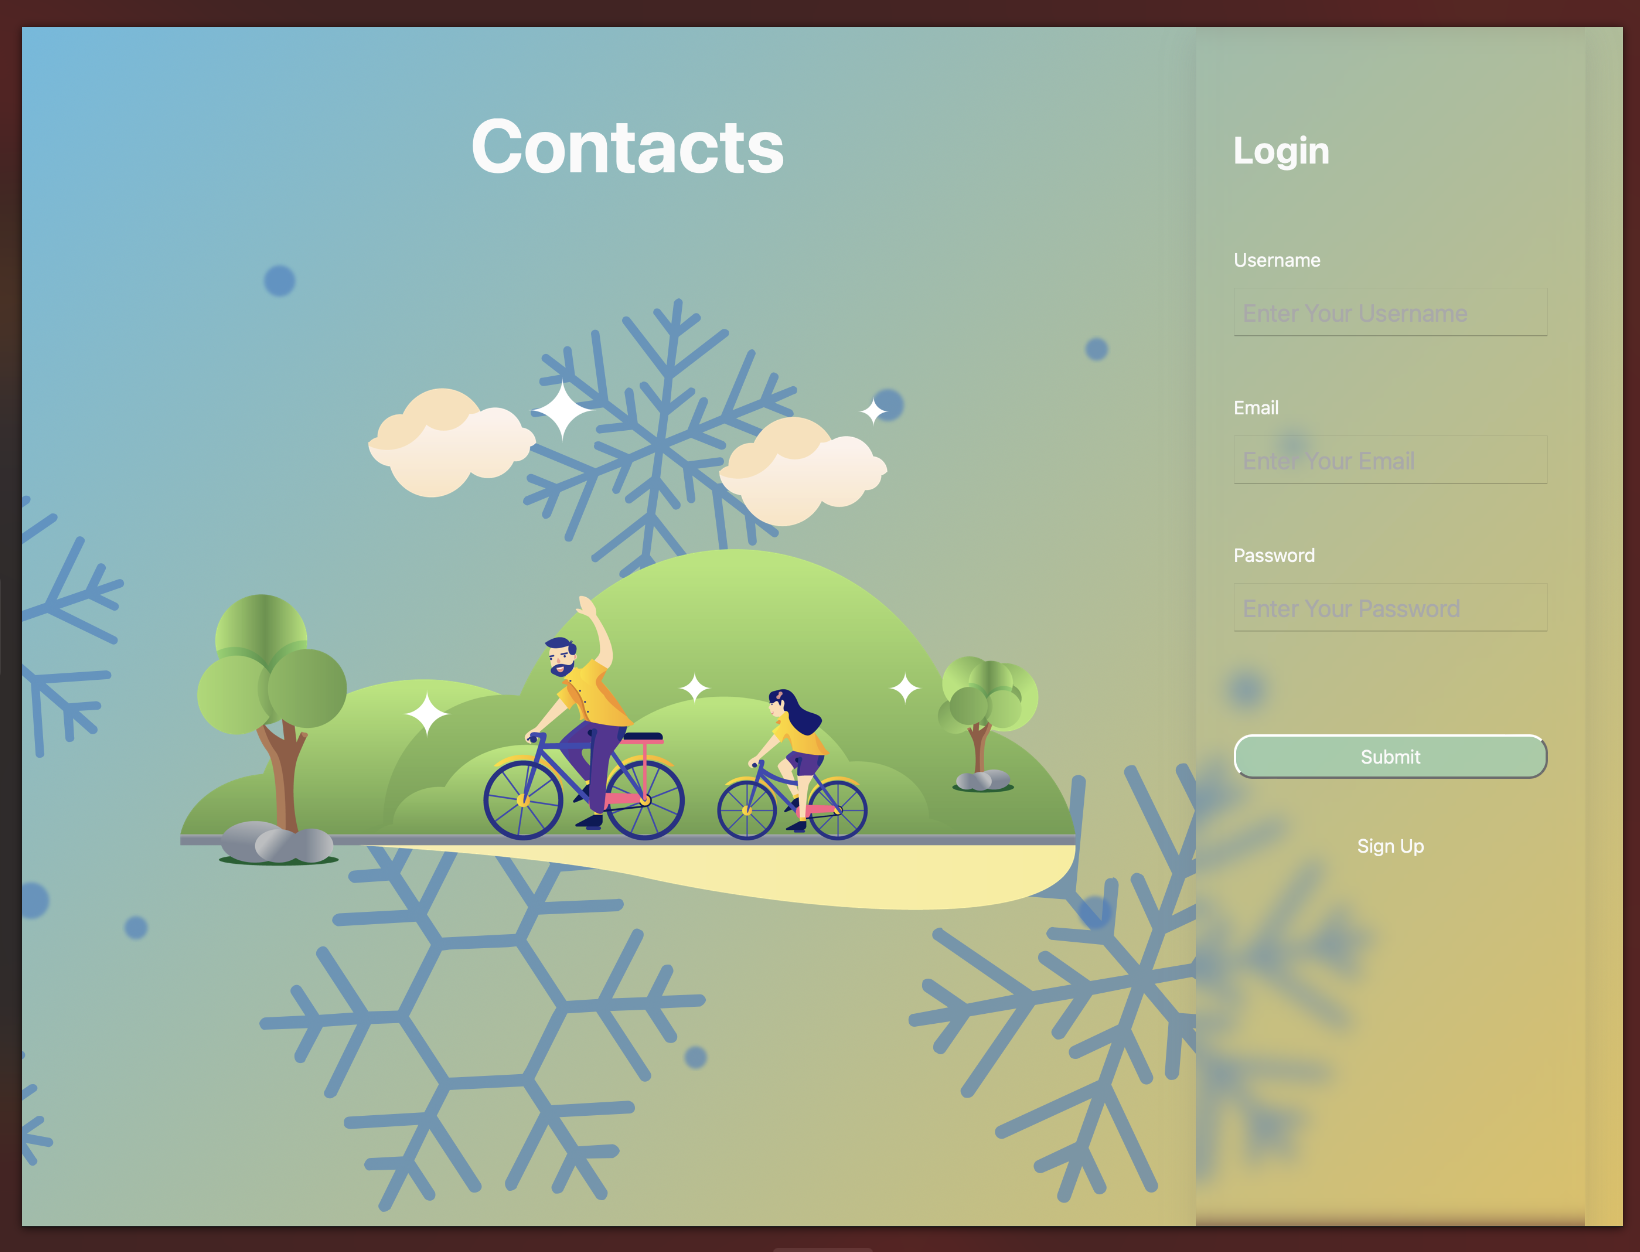 Contacts
Login
Username
Enter Your Username
Email
Enter Your Email
Password
Enter Your Password
Submit
Sign Up